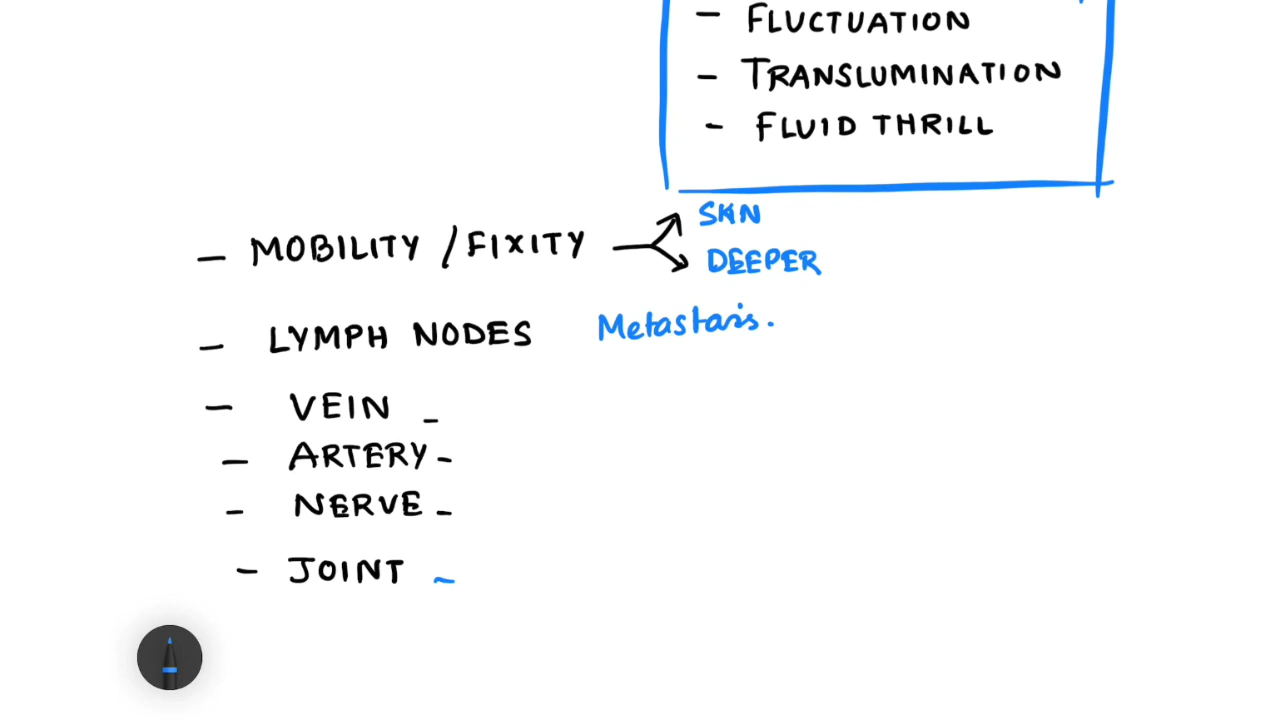 - FLUCTUATION
- TRANSLUMINATION
- FLUID THRILL
- MOBILITY / FIXITY
SKIN
DEEPER
- LYMPH NODES Metastasis.
- VEIN -
- ARTERY -
- NERVE -
- JOINT ~